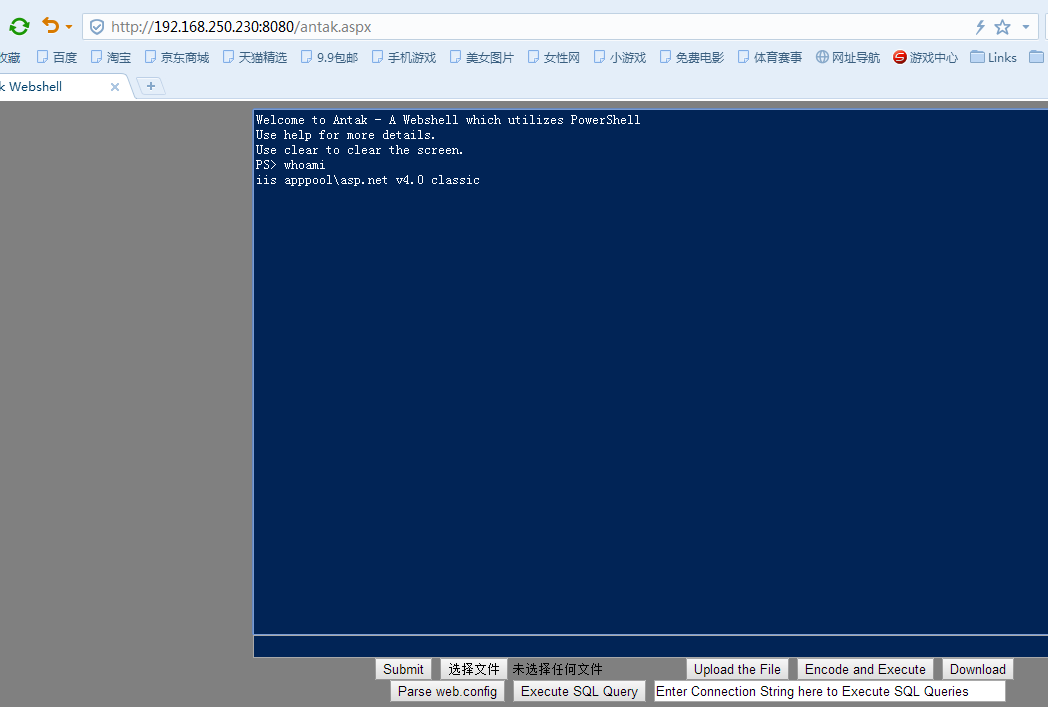 http://192.168.250.230:8080/antak.aspx
收藏 百度 淘宝 京东商城 天猫精选 9.9包邮 手机游戏 美女图片 女性网 小游戏 免费电影 体育赛事 网址导航 游戏中心 Links
k Webshell
Welcome to Antak - A Webshell which utilizes PowerShell
Use help for more details.
Use clear to clear the screen.
PS> whoami
iis apppool\asp.net v4.0 classic
Submit 选择文件 未选择任何文件 Upload the File Encode and Execute Download
Parse web.config Execute SQL Query Enter Connection String here to Execute SQL Queries